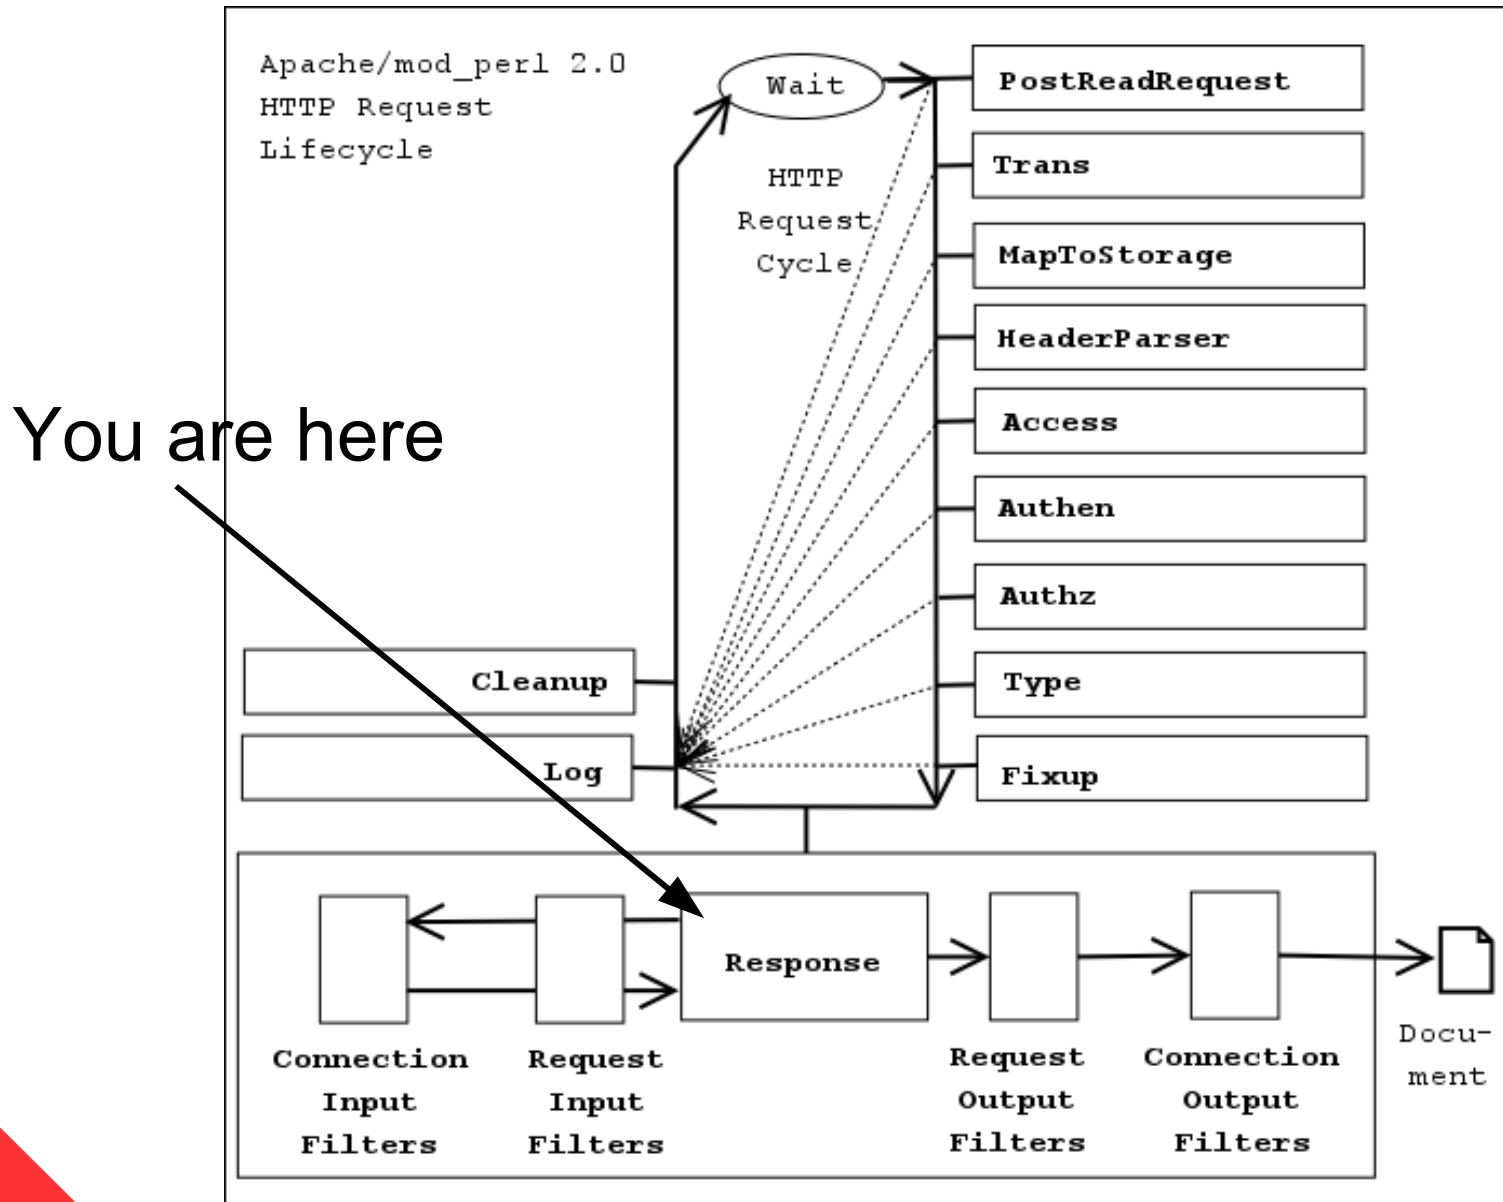 Apache/mod_perl 2.0
HTTP Request
Lifecycle
Wait
HTTP
Request
Cycle
PostReadRequest
Trans
MapToStorage
HeaderParser
Access
Authen
Authz
Type
Fixup
You are here
Cleanup
Log
Response
Connection
Input
Filters
Request
Input
Filters
Request
Output
Filters
Connection
Output
Filters
Docu-
ment